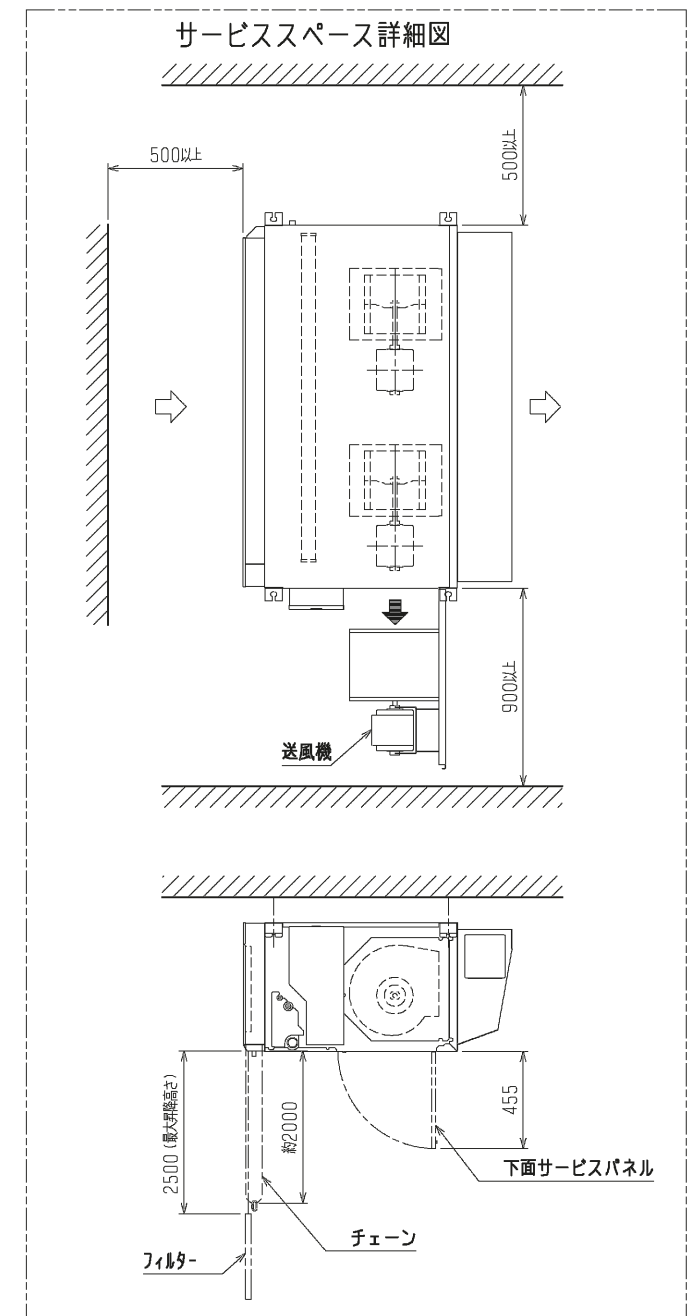 サービススペース詳細図
500以上
500以上
900以上
送風機
2500 (最大昇降高さ)
約2000
455
下面サービスパネル
チェーン
フィルター